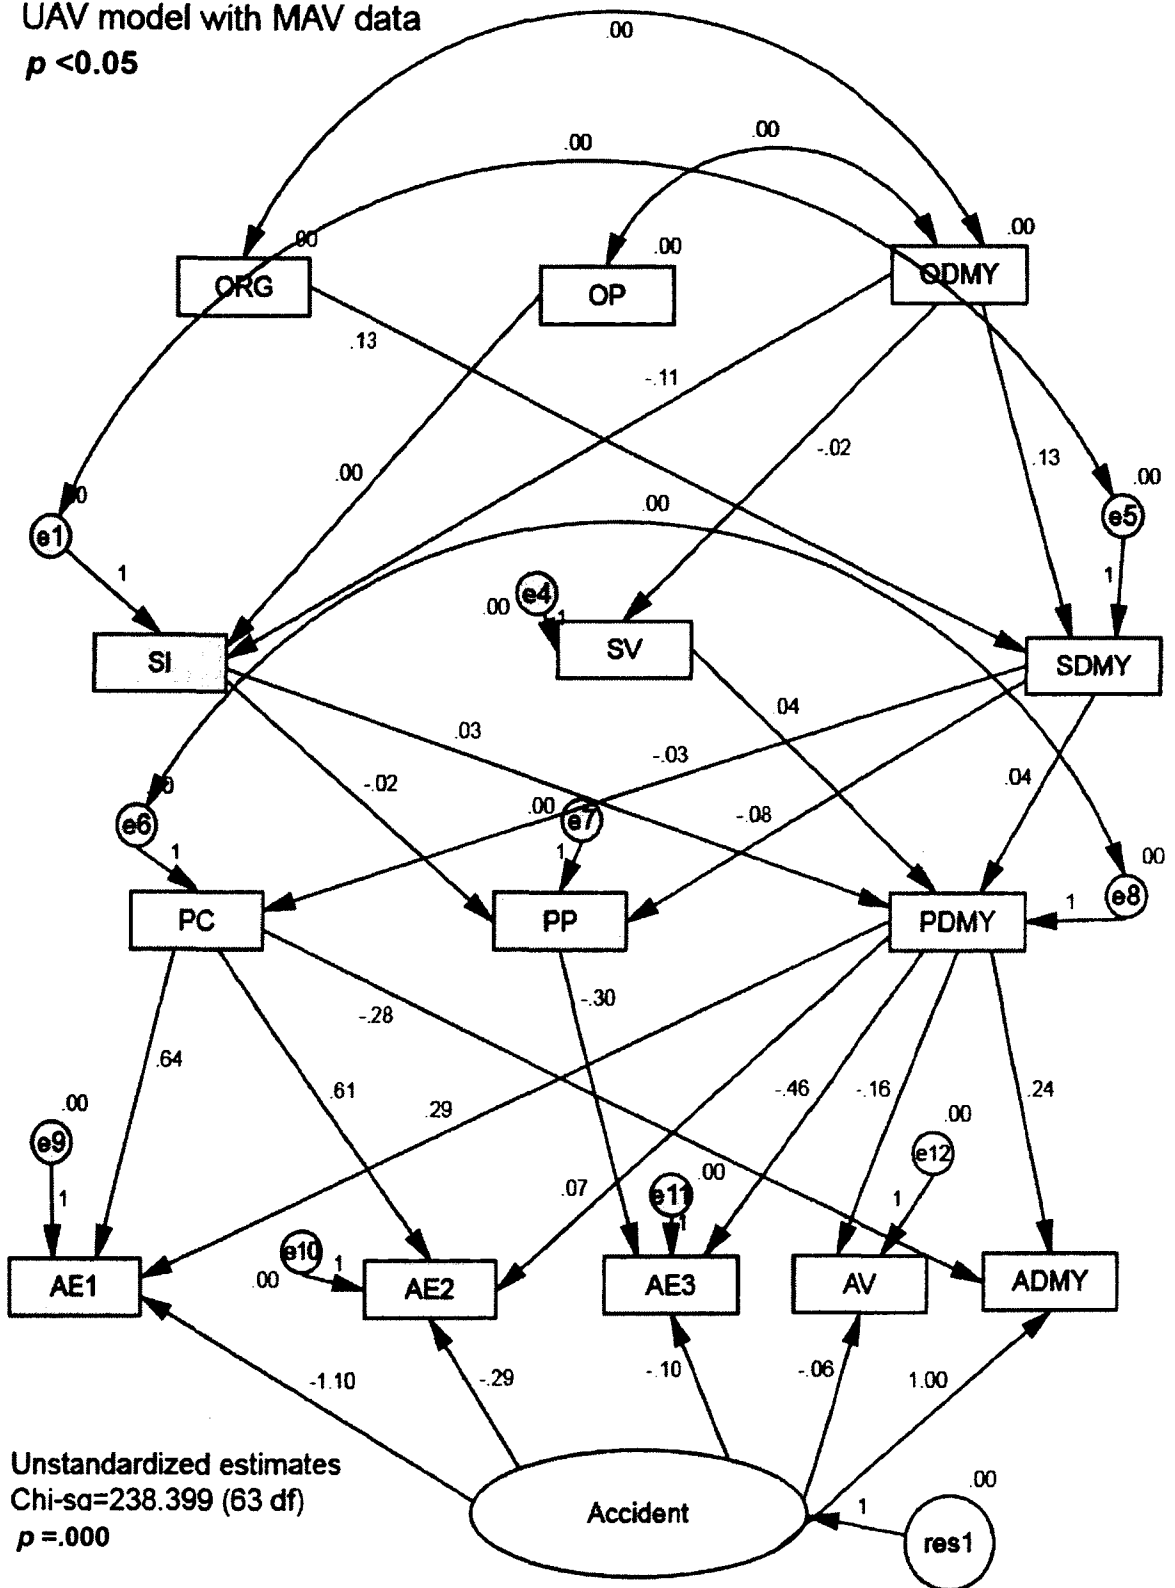 UAV model with MAV data
p <0.05
.00
.00
.00
.00
.00
.00
ORG
OP
ODMY
.13
-.11
-.02
.13
.00
.00
.00
e1
e5
1
1
e4
.00
1
SI
SV
SDMY
.03
.04
-.03
-.02
.04
-.08
.00
e6
e7
1
1
00
e8
1
PC
PP
PDMY
-.30
-.28
.64
.61
.29
-.46
-.16
.24
.00
.00
e9
e12
.00
e11
.07
1
1
1
e10
1
.00
AE1
AE2
AE3
AV
ADMY
-1.10
-.29
-.10
-.06
1.00
Unstandardized estimates
Chi-sq=238.399 (63 df)
p =.000
Accident
.00
1
res1